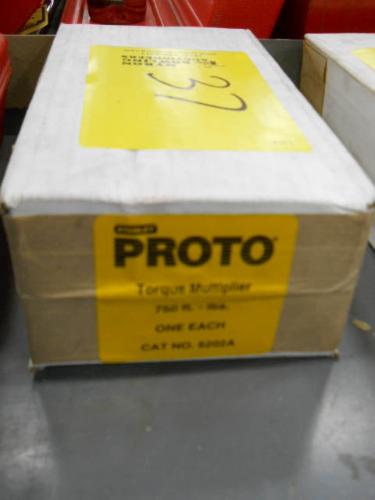 37
STANLEY
PROTO
Torque Multiplier
750 ft. - lbs.
ONE EACH
CAT NO. 6202A